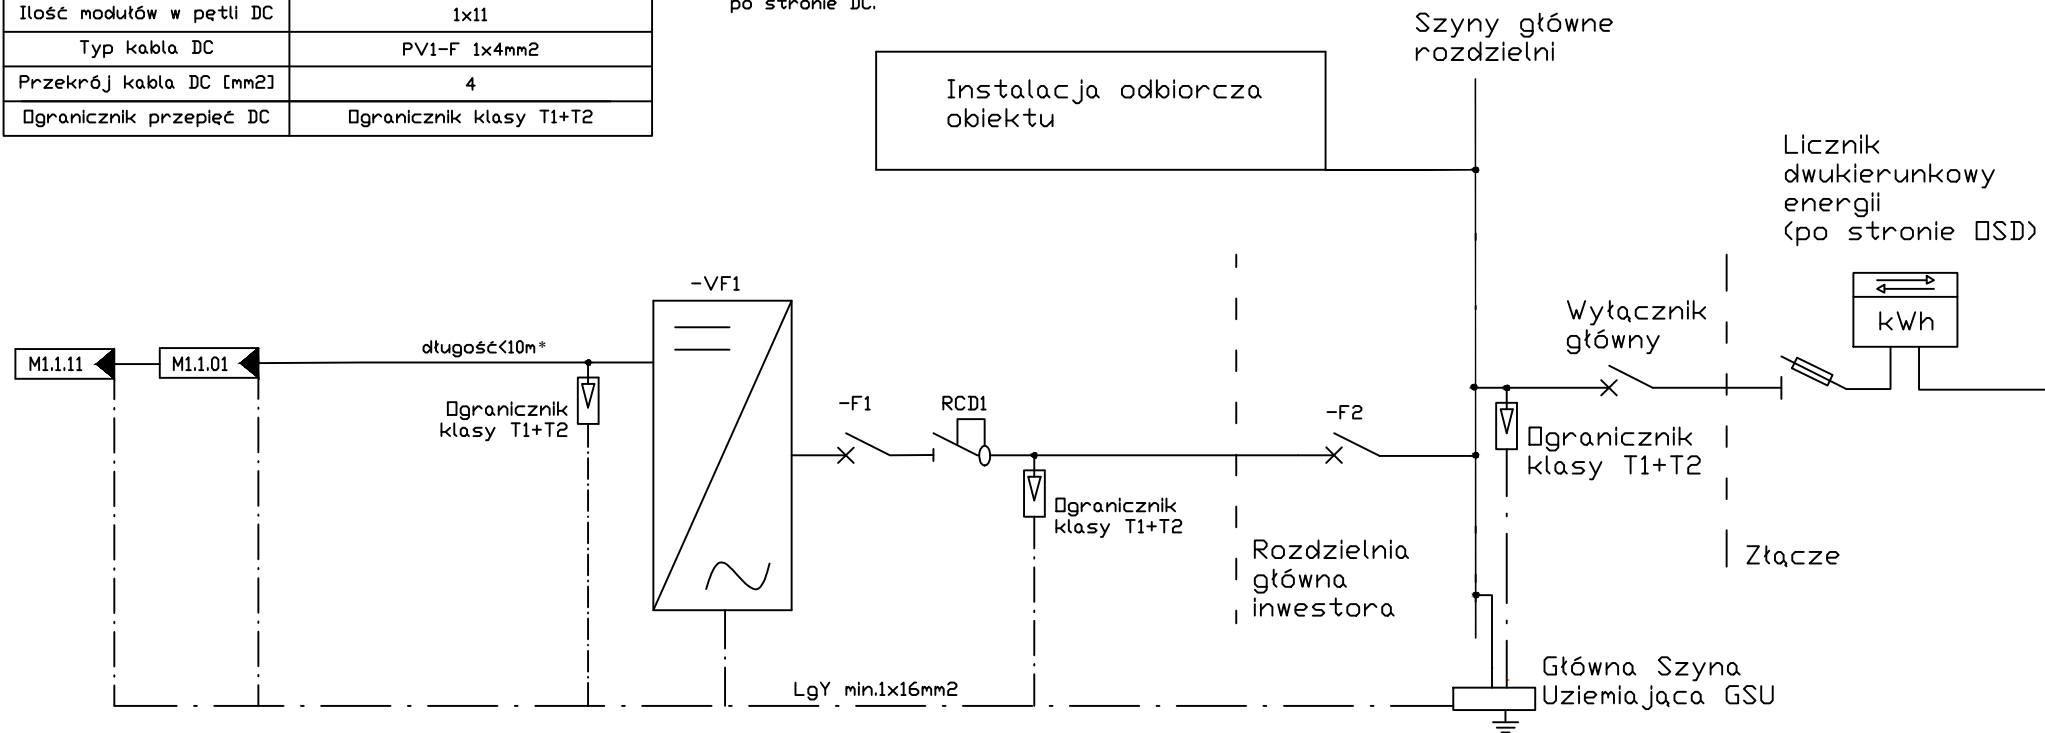 Ilość modułów w pętli DC 1x11
Typ kabla DC PV1-F 1x4mm2
Przekrój kabla DC [mm2] 4
Ogranicznik przepięć DC Ogranicznik klasy T1+T2
po stronie DC.
Instalacja odbiorcza
obiektu
Szyny główne
rozdzielni
Licznik
dwukierunkowy
energii
(po stronie OSD)
kWh
Wyłącznik
główny
-VF1
M1.1.11
M1.1.01
długość<10m*
Ogranicznik
klasy T1+T2
-F1
RCD1
Ogranicznik
klasy T1+T2
-F2
Ogranicznik
klasy T1+T2
Rozdzielnia
główna
inwestora
Złącze
LgY min.1x16mm2
Główna Szyna
Uziemiająca GSU